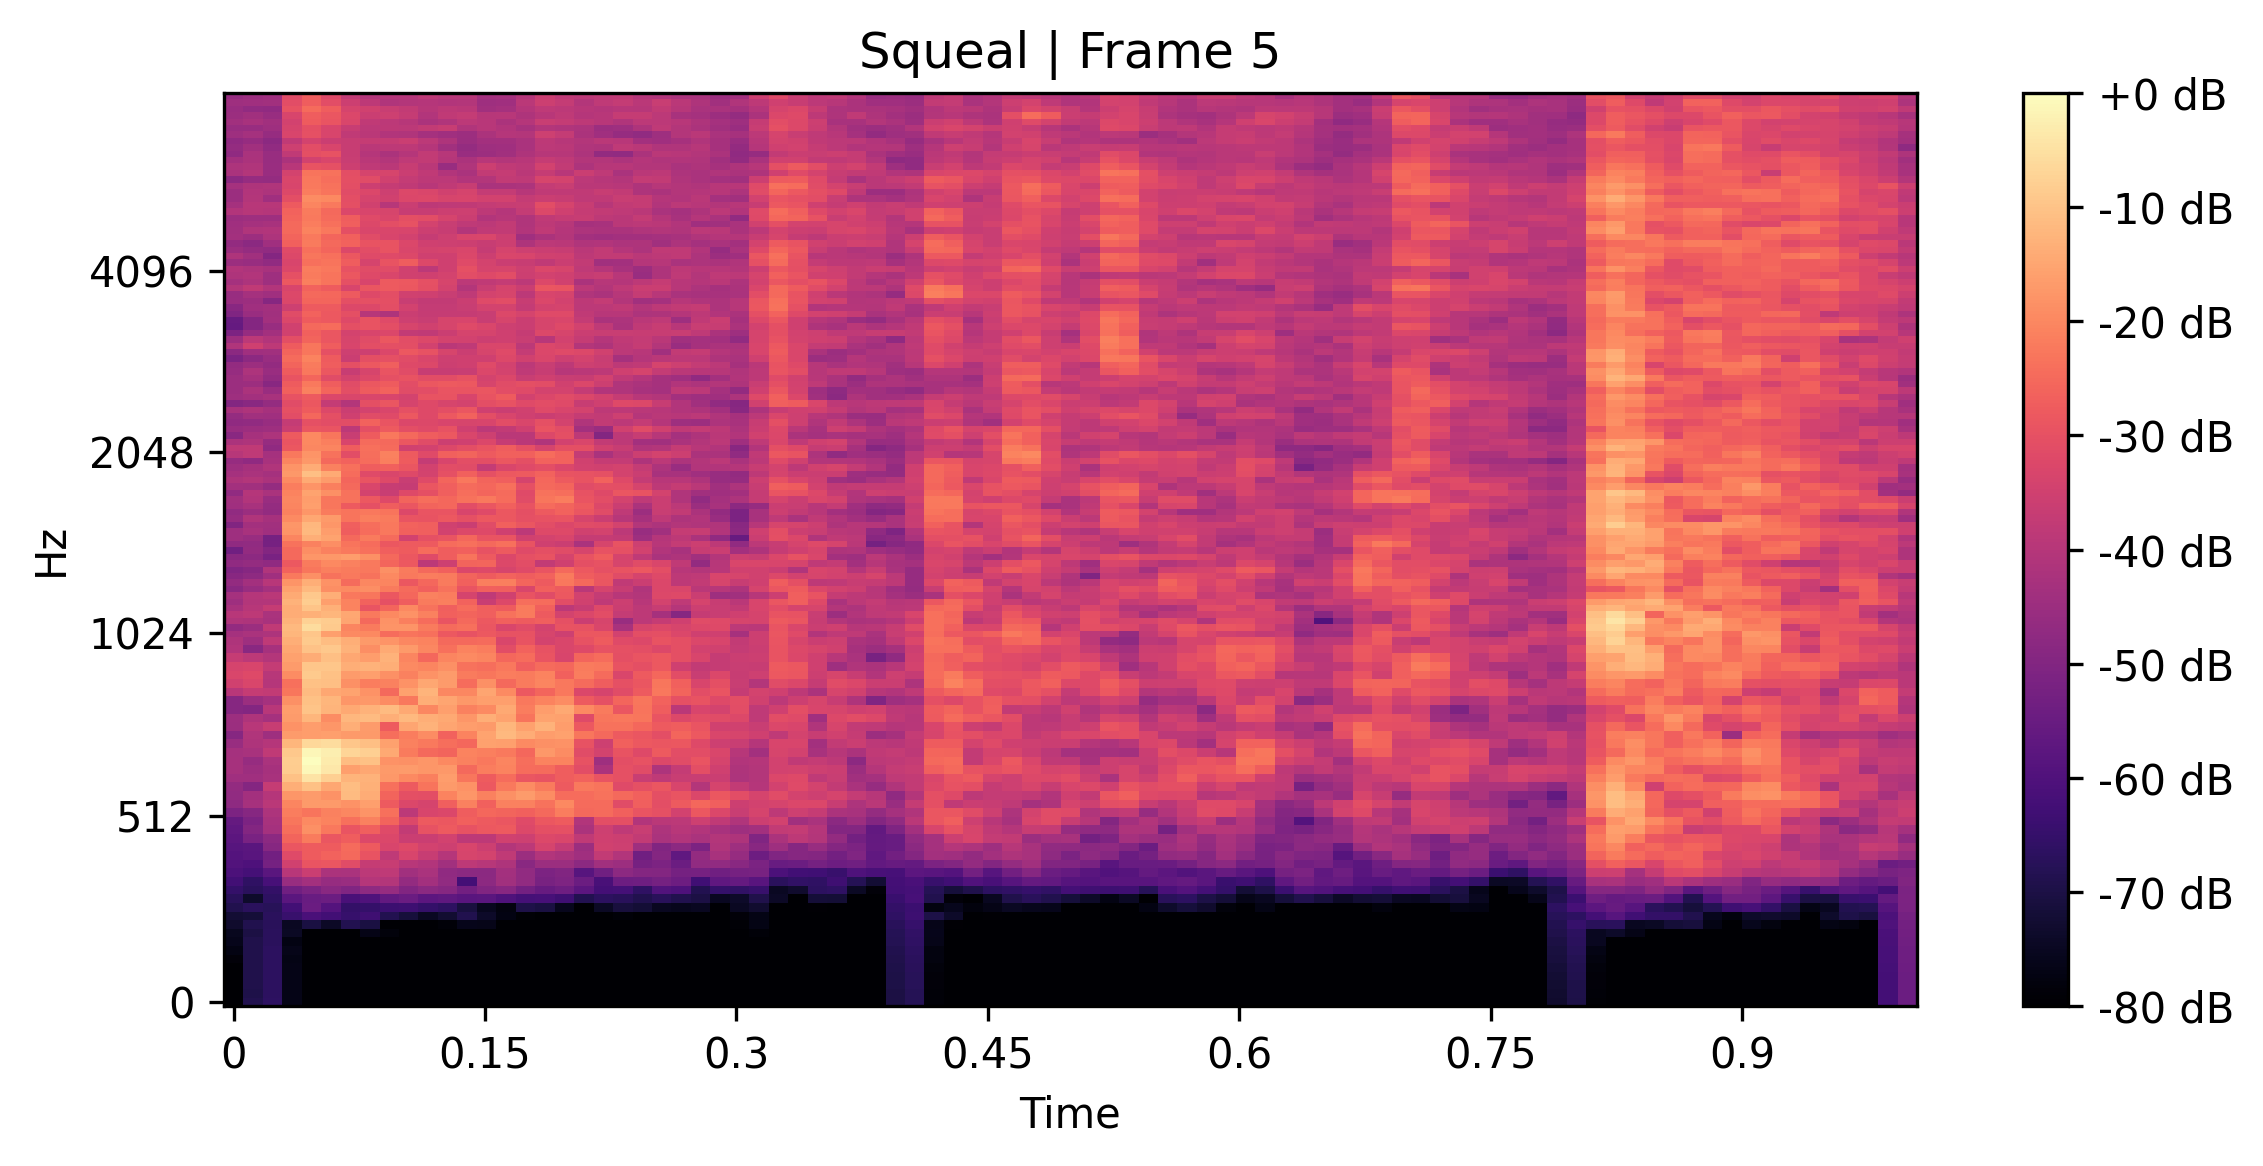 Squeal | Frame 5
+0 dB
-10 dB
-20 dB
-30 dB
-40 dB
-50 dB
-60 dB
-70 dB
-80 dB
4096
2048
1024
512
0
Hz
0 0.15 0.3 0.45 0.6 0.75 0.9
Time